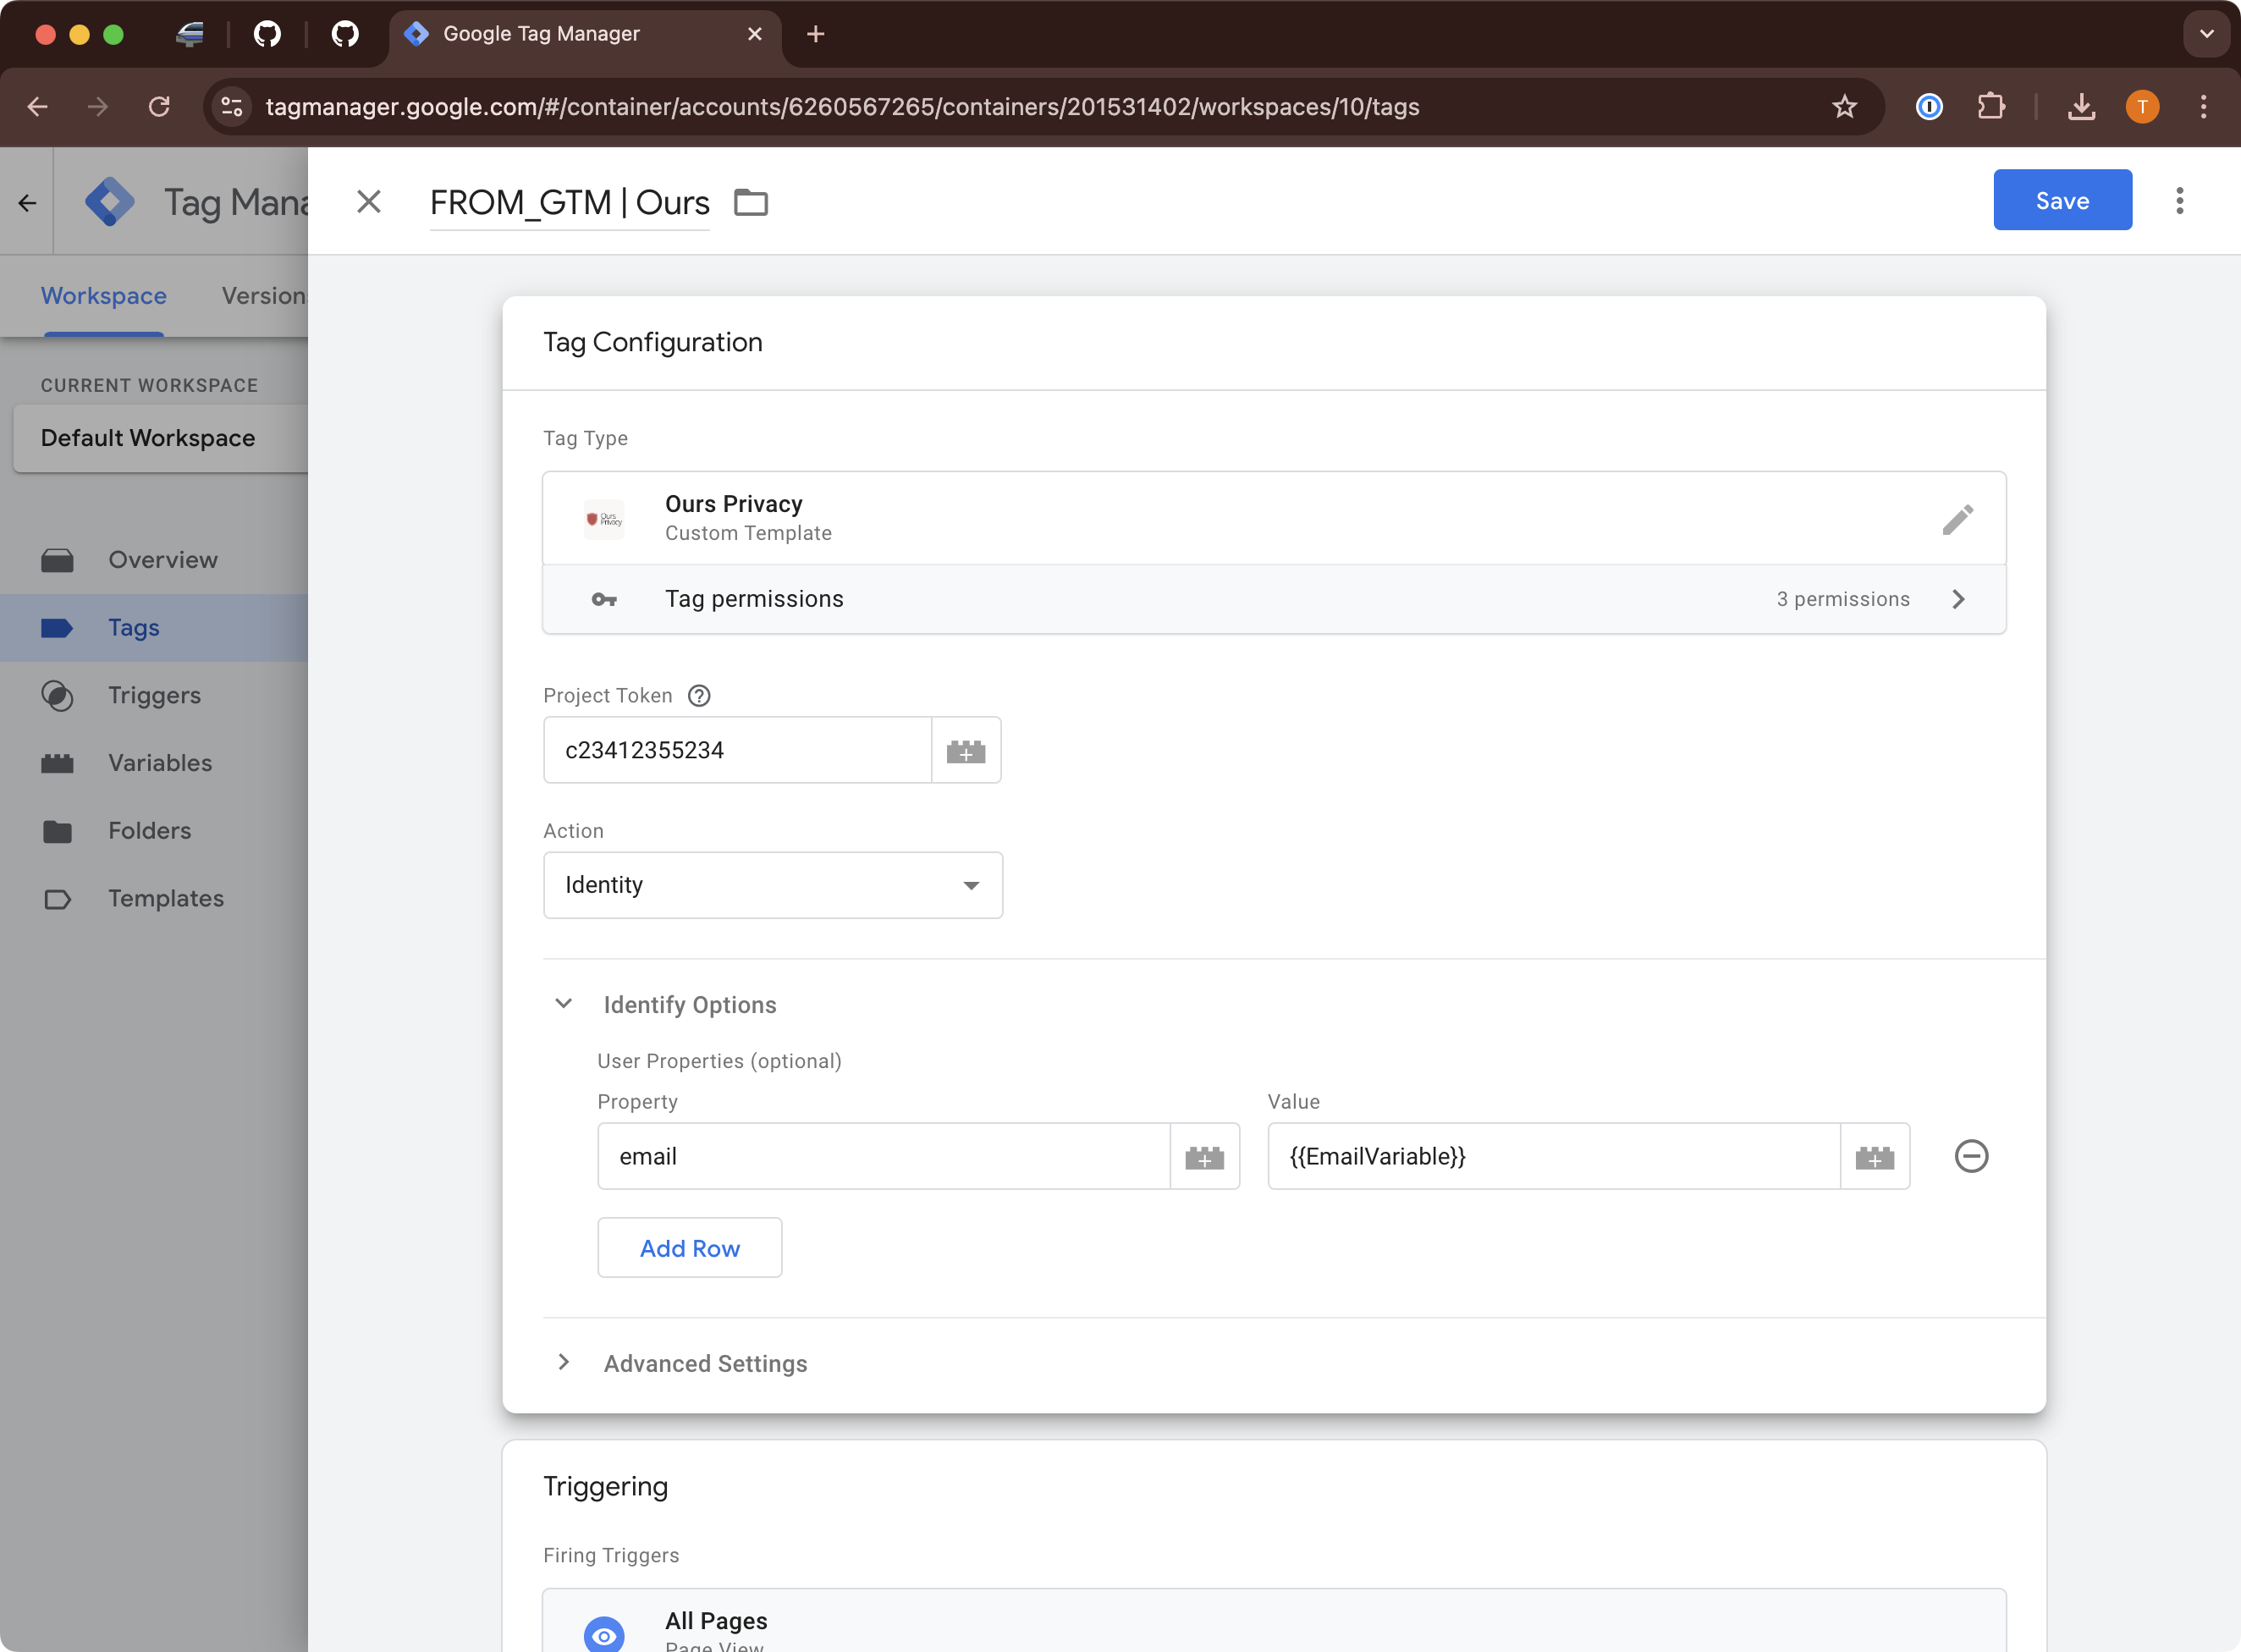 Google Tag Manager
tagmanager.google.com/#/container/accounts/6260567265/containers/201531402/workspaces/10/tags
T
Tag Mana
FROM_GTM | Ours
Save
Workspace
Version
CURRENT WORKSPACE
Default Workspace
Overview
Tags
Triggers
Variables
Folders
Templates
Tag Configuration
Tag Type
Ours Privacy
Ours Privacy
Custom Template
Tag permissions
3 permissions
Project Token
c23412355234
Action
Identity
Identify Options
User Properties (optional)
Property
Value
email
{{EmailVariable}}
Add Row
Advanced Settings
Triggering
Firing Triggers
All Pages
Page View